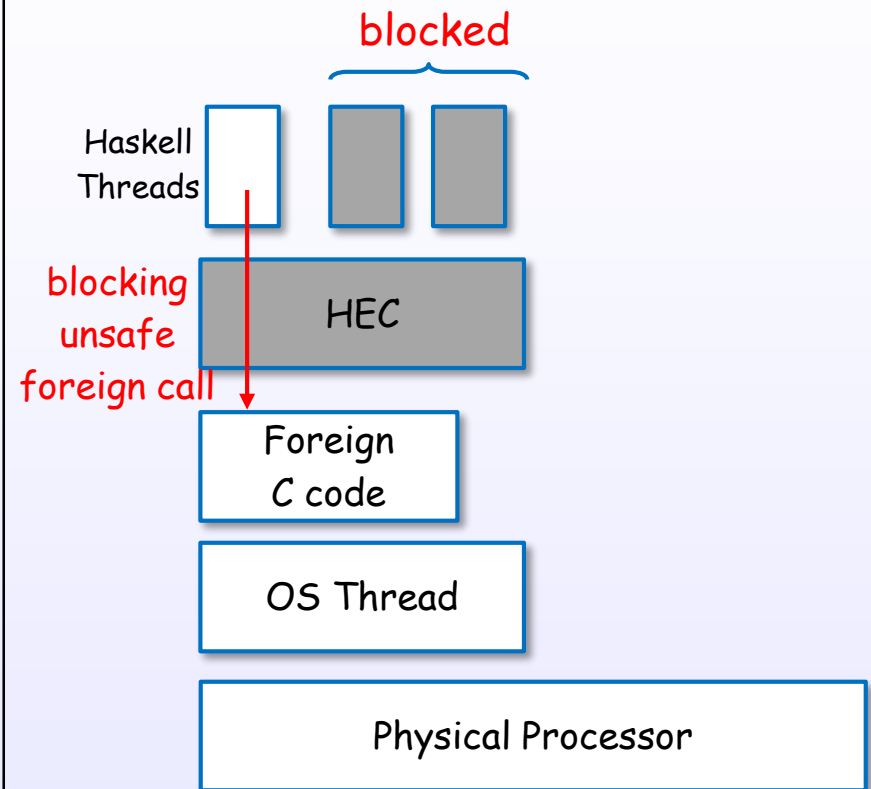 blocked
Haskell
Threads
blocking
unsafe
foreign call
HEC
Foreign
C code
OS Thread
Physical Processor